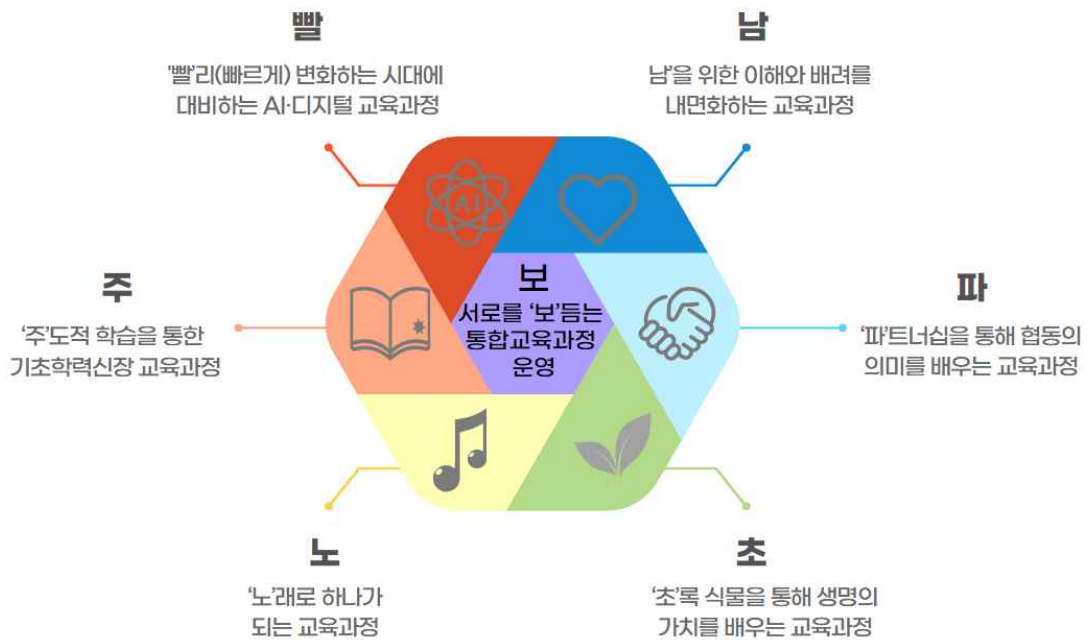 빨
'빨'리(빠르게) 변화하는 시대에
대비하는 AI·디지털 교육과정
남
남'을 위한 이해와 배려를
내면화하는 교육과정
AI
주
'주'도적 학습을 통한
기초학력신장 교육과정
보
서로를 '보'듬는
통합교육과정
운영
파
'파'트너십을 통해 협동의
의미를 배우는 교육과정
노
'노'래로 하나가
되는 교육과정
초
'초'록 식물을 통해 생명의
가치를 배우는 교육과정